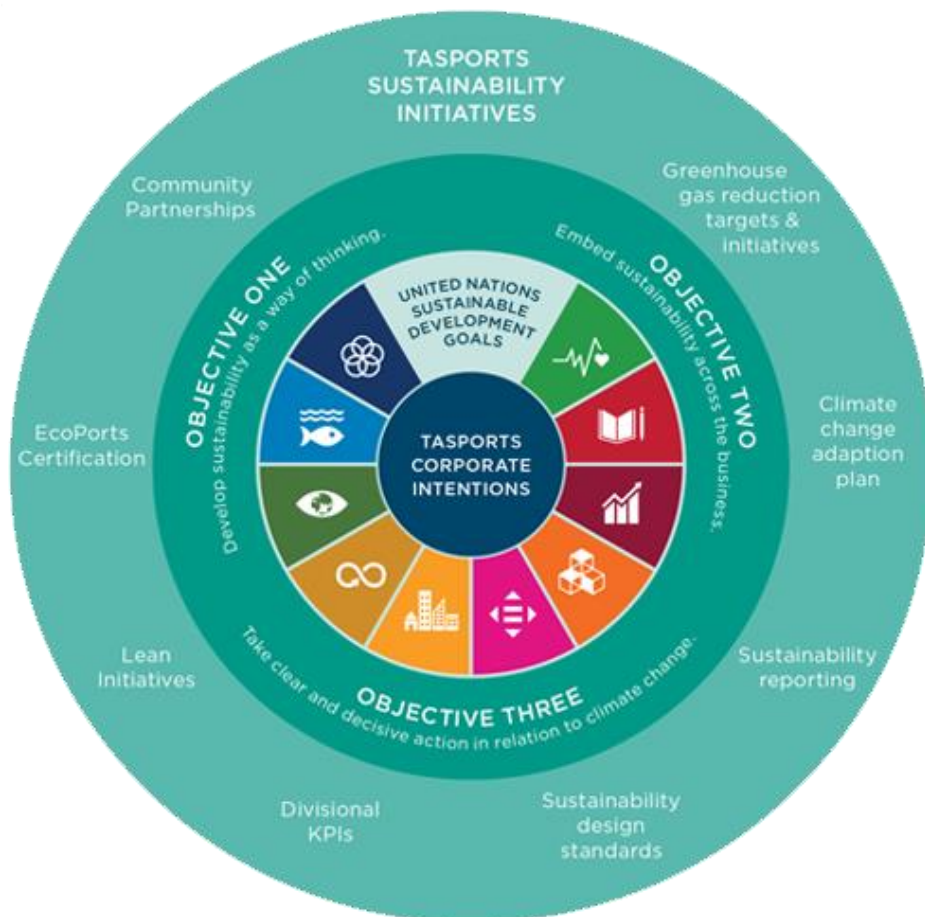 TASPORTS
SUSTAINABILITY
INITIATIVES
Community
Partnerships
Greenhouse
gas reduction
targets &
initiatives
OBJECTIVE ONE
Develop sustainability as a way of thinking.
OBJECTIVE TWO
Embed sustainability across the business.
UNITED NATIONS
SUSTAINABLE
DEVELOPMENT
GOALS
TASPORTS
CORPORATE
INTENTIONS
EcoPorts
Certification
Climate
change
adaption
plan
Lean
Initiatives
Sustainability
reporting
OBJECTIVE THREE
Take clear and decisive action in relation to climate change.
Divisional
KPIs
Sustainability
design
standards